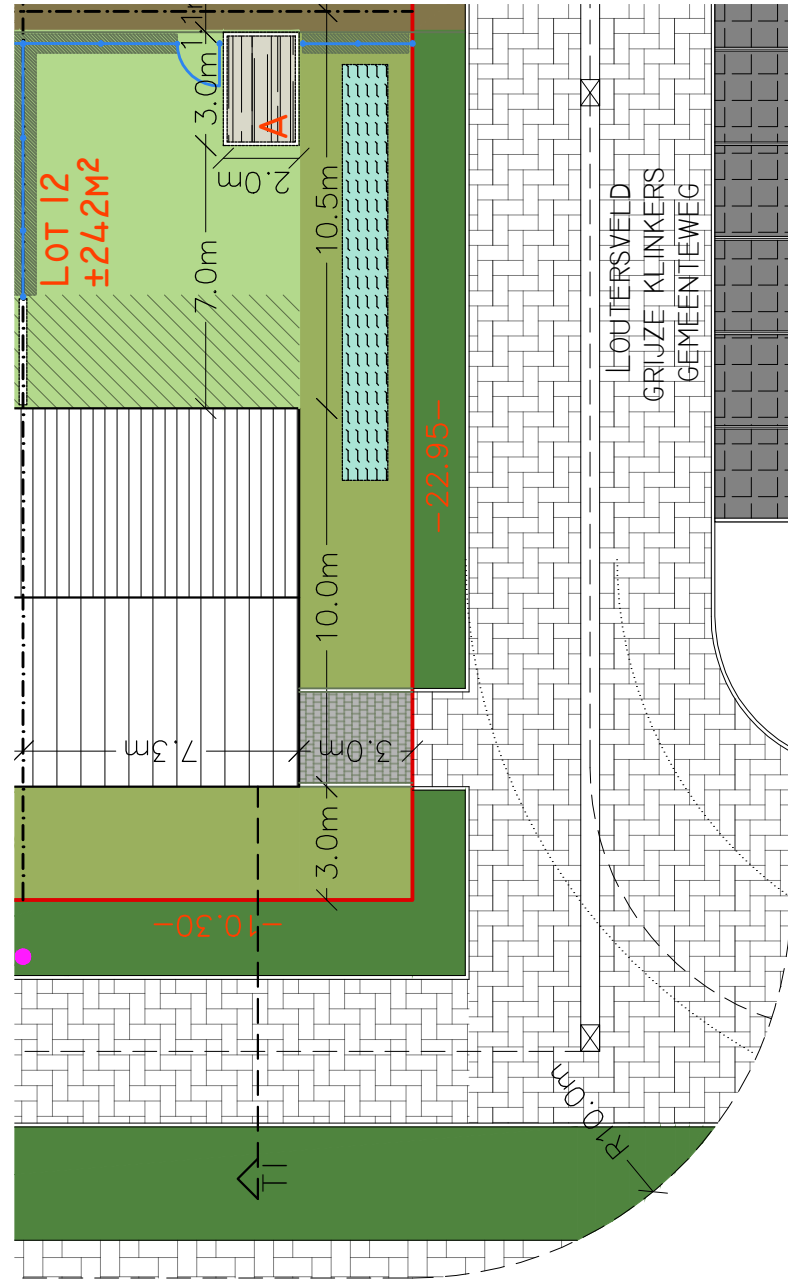 LOT 12
±242M²
3.0m
2.0m
A
7.0m
10.5m
-22.95-
LOUTERSVELD
GRIJZE KLINKERS
GEMEENTEWEG
10.0m
7.3m
3.0m
3.0m
-10.30-
R10.0m
T1